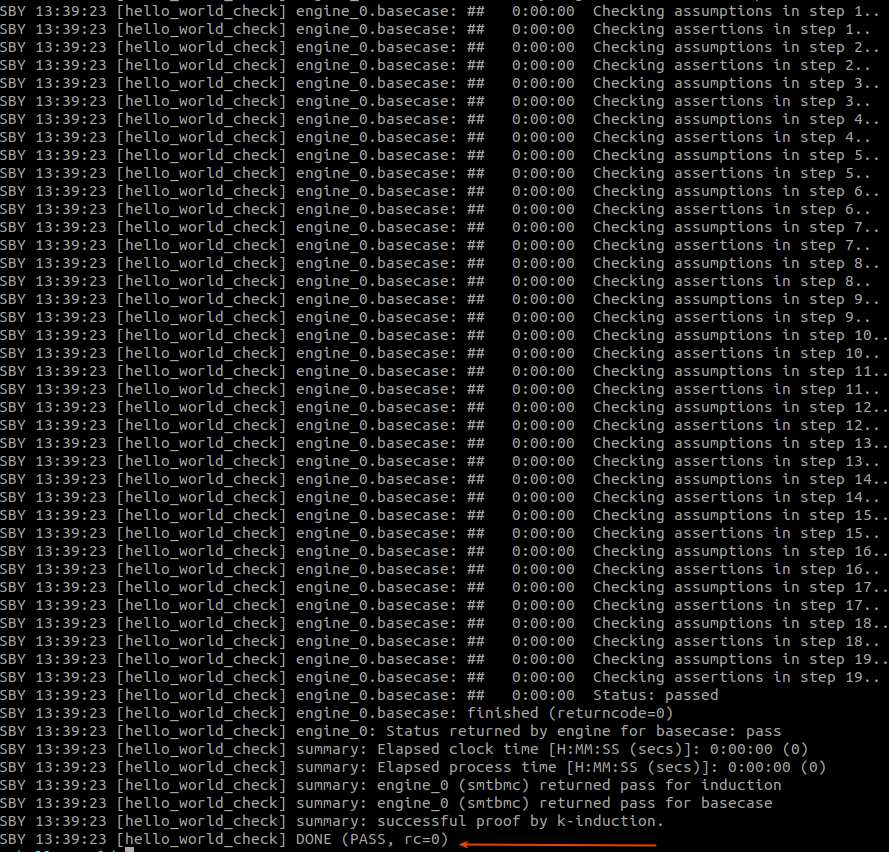 SBY 13:39:23 [hello_world_check] engine_0.basecase: ##   0:00:00  Checking assumptions in step 1..
SBY 13:39:23 [hello_world_check] engine_0.basecase: ##   0:00:00  Checking assertions in step 1..
SBY 13:39:23 [hello_world_check] engine_0.basecase: ##   0:00:00  Checking assumptions in step 2..
SBY 13:39:23 [hello_world_check] engine_0.basecase: ##   0:00:00  Checking assertions in step 2..
SBY 13:39:23 [hello_world_check] engine_0.basecase: ##   0:00:00  Checking assumptions in step 3..
SBY 13:39:23 [hello_world_check] engine_0.basecase: ##   0:00:00  Checking assertions in step 3..
SBY 13:39:23 [hello_world_check] engine_0.basecase: ##   0:00:00  Checking assumptions in step 4..
SBY 13:39:23 [hello_world_check] engine_0.basecase: ##   0:00:00  Checking assertions in step 4..
SBY 13:39:23 [hello_world_check] engine_0.basecase: ##   0:00:00  Checking assumptions in step 5..
SBY 13:39:23 [hello_world_check] engine_0.basecase: ##   0:00:00  Checking assertions in step 5..
SBY 13:39:23 [hello_world_check] engine_0.basecase: ##   0:00:00  Checking assumptions in step 6..
SBY 13:39:23 [hello_world_check] engine_0.basecase: ##   0:00:00  Checking assertions in step 6..
SBY 13:39:23 [hello_world_check] engine_0.basecase: ##   0:00:00  Checking assumptions in step 7..
SBY 13:39:23 [hello_world_check] engine_0.basecase: ##   0:00:00  Checking assertions in step 7..
SBY 13:39:23 [hello_world_check] engine_0.basecase: ##   0:00:00  Checking assumptions in step 8..
SBY 13:39:23 [hello_world_check] engine_0.basecase: ##   0:00:00  Checking assertions in step 8..
SBY 13:39:23 [hello_world_check] engine_0.basecase: ##   0:00:00  Checking assumptions in step 9..
SBY 13:39:23 [hello_world_check] engine_0.basecase: ##   0:00:00  Checking assertions in step 9..
SBY 13:39:23 [hello_world_check] engine_0.basecase: ##   0:00:00  Checking assumptions in step 10..
SBY 13:39:23 [hello_world_check] engine_0.basecase: ##   0:00:00  Checking assertions in step 10..
SBY 13:39:23 [hello_world_check] engine_0.basecase: ##   0:00:00  Checking assumptions in step 11..
SBY 13:39:23 [hello_world_check] engine_0.basecase: ##   0:00:00  Checking assertions in step 11..
SBY 13:39:23 [hello_world_check] engine_0.basecase: ##   0:00:00  Checking assumptions in step 12..
SBY 13:39:23 [hello_world_check] engine_0.basecase: ##   0:00:00  Checking assertions in step 12..
SBY 13:39:23 [hello_world_check] engine_0.basecase: ##   0:00:00  Checking assumptions in step 13..
SBY 13:39:23 [hello_world_check] engine_0.basecase: ##   0:00:00  Checking assertions in step 13..
SBY 13:39:23 [hello_world_check] engine_0.basecase: ##   0:00:00  Checking assumptions in step 14..
SBY 13:39:23 [hello_world_check] engine_0.basecase: ##   0:00:00  Checking assertions in step 14..
SBY 13:39:23 [hello_world_check] engine_0.basecase: ##   0:00:00  Checking assumptions in step 15..
SBY 13:39:23 [hello_world_check] engine_0.basecase: ##   0:00:00  Checking assertions in step 15..
SBY 13:39:23 [hello_world_check] engine_0.basecase: ##   0:00:00  Checking assumptions in step 16..
SBY 13:39:23 [hello_world_check] engine_0.basecase: ##   0:00:00  Checking assertions in step 16..
SBY 13:39:23 [hello_world_check] engine_0.basecase: ##   0:00:00  Checking assumptions in step 17..
SBY 13:39:23 [hello_world_check] engine_0.basecase: ##   0:00:00  Checking assertions in step 17..
SBY 13:39:23 [hello_world_check] engine_0.basecase: ##   0:00:00  Checking assumptions in step 18..
SBY 13:39:23 [hello_world_check] engine_0.basecase: ##   0:00:00  Checking assertions in step 18..
SBY 13:39:23 [hello_world_check] engine_0.basecase: ##   0:00:00  Checking assumptions in step 19..
SBY 13:39:23 [hello_world_check] engine_0.basecase: ##   0:00:00  Checking assertions in step 19..
SBY 13:39:23 [hello_world_check] engine_0.basecase: ##   0:00:00  Status: passed
SBY 13:39:23 [hello_world_check] engine_0.basecase: finished (returncode=0)
SBY 13:39:23 [hello_world_check] engine_0: Status returned by engine for basecase: pass
SBY 13:39:23 [hello_world_check] summary: Elapsed clock time [H:MM:SS (secs)]: 0:00:00 (0)
SBY 13:39:23 [hello_world_check] summary: Elapsed process time [H:MM:SS (secs)]: 0:00:00 (0)
SBY 13:39:23 [hello_world_check] summary: engine_0 (smtbmc) returned pass for induction
SBY 13:39:23 [hello_world_check] summary: engine_0 (smtbmc) returned pass for basecase
SBY 13:39:23 [hello_world_check] summary: successful proof by k-induction.
SBY 13:39:23 [hello_world_check] DONE (PASS, rc=0)